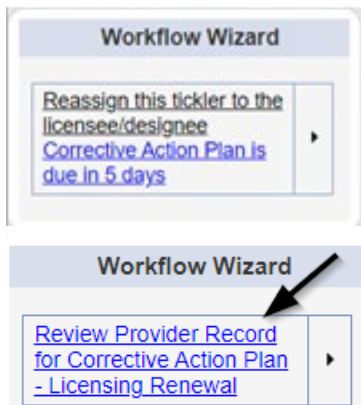 Workflow Wizard
Reassign this tickler to the
licensee/designee
Corrective Action Plan is
due in 5 days
Workflow Wizard
Review Provider Record
for Corrective Action Plan
- Licensing Renewal